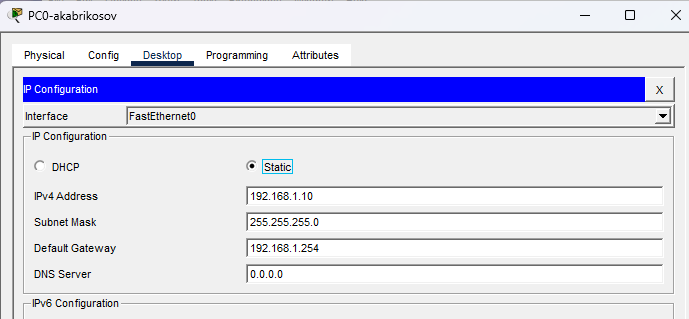 PC0-akabrikosov
Physical Config Desktop Programming Attributes
IP Configuration X
Interface FastEthernet0
IP Configuration
DHCP Static
IPv4 Address 192.168.1.10
Subnet Mask 255.255.255.0
Default Gateway 192.168.1.254
DNS Server 0.0.0.0
IPv6 Configuration